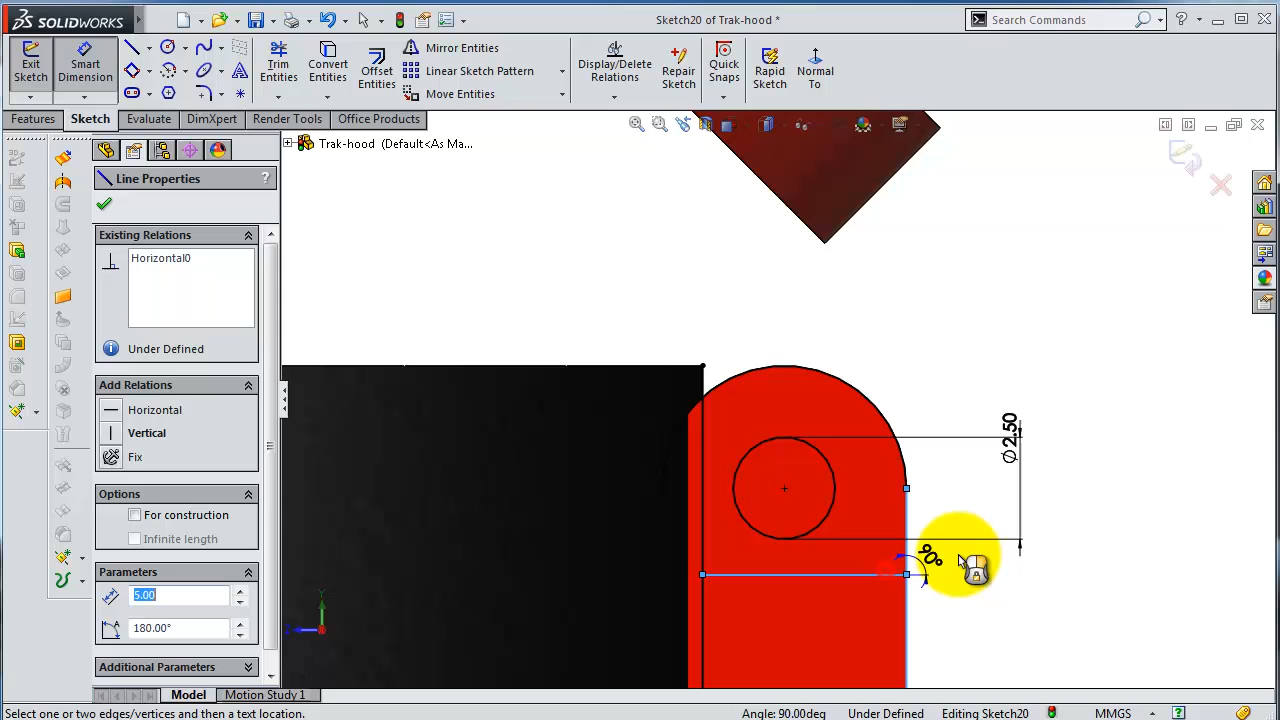 SOLIDWORKS
Sketch20 of Trak-hood *
Search Commands
Exit Sketch
Smart Dimension
Trim Entities
Convert Entities
Offset Entities
Mirror Entities
Linear Sketch Pattern
Move Entities
Display/Delete Relations
Repair Sketch
Quick Snaps
Rapid Sketch
Normal To
Features
Sketch
Evaluate
DimXpert
Render Tools
Office Products
Trak-hood (Default<As Ma...
Line Properties
?
Existing Relations
Horizontal0
Under Defined
Add Relations
Horizontal
Vertical
Fix
Options
For construction
Infinite length
Parameters
5.00
180.00°
Additional Parameters
Ø2.50
90°
Y
Z
Model
Motion Study 1
Select one or two edges/vertices and then a text location.
Angle: 90.00deg
Under Defined
Editing Sketch20
MMGS
?